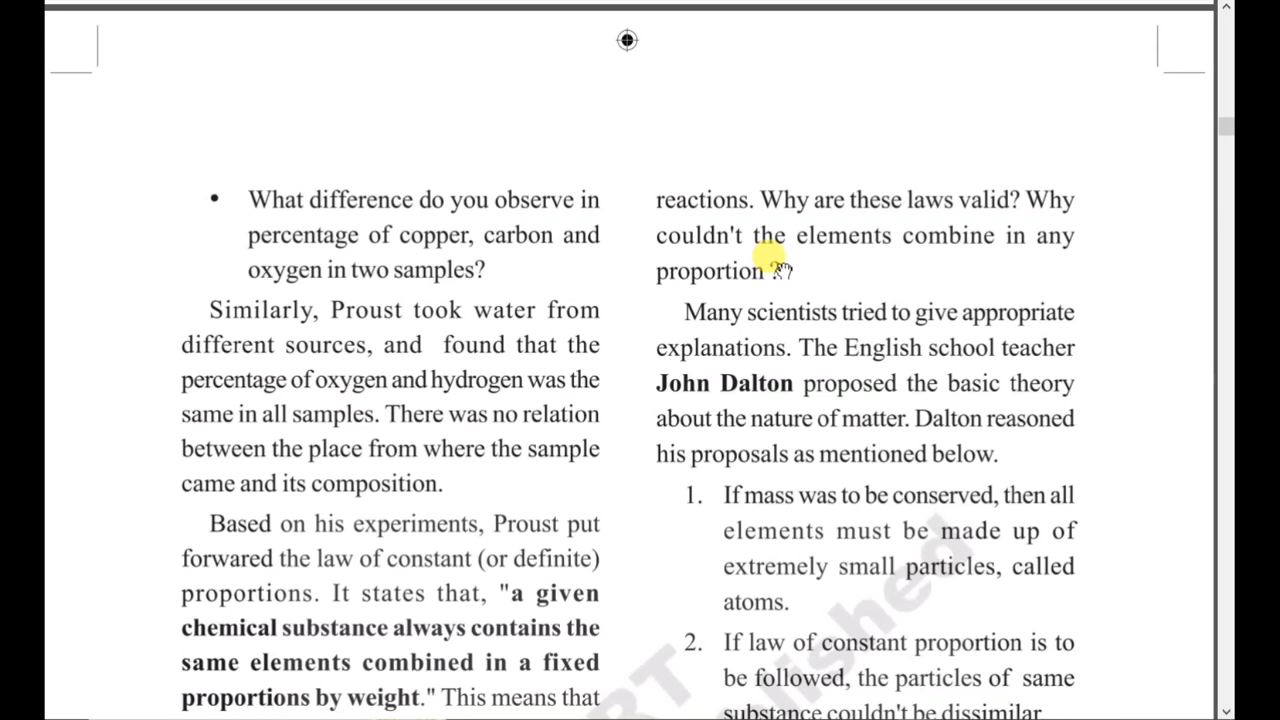 • What difference do you observe in
percentage of copper, carbon and
oxygen in two samples?
Similarly, Proust took water from
different sources, and found that the
percentage of oxygen and hydrogen was the
same in all samples. There was no relation
between the place from where the sample
came and its composition.
Based on his experiments, Proust put
forwared the law of constant (or definite)
proportions. It states that, "a given
chemical substance always contains the
same elements combined in a fixed
proportions by weight." This means that
reactions. Why are these laws valid? Why
couldn't the elements combine in any
proportion ?
Many scientists tried to give appropriate
explanations. The English school teacher
John Dalton proposed the basic theory
about the nature of matter. Dalton reasoned
his proposals as mentioned below.
1. If mass was to be conserved, then all
elements must be made up of
extremely small particles, called
atoms.
2. If law of constant proportion is to
be followed, the particles of same
substance couldn't be dissimilar